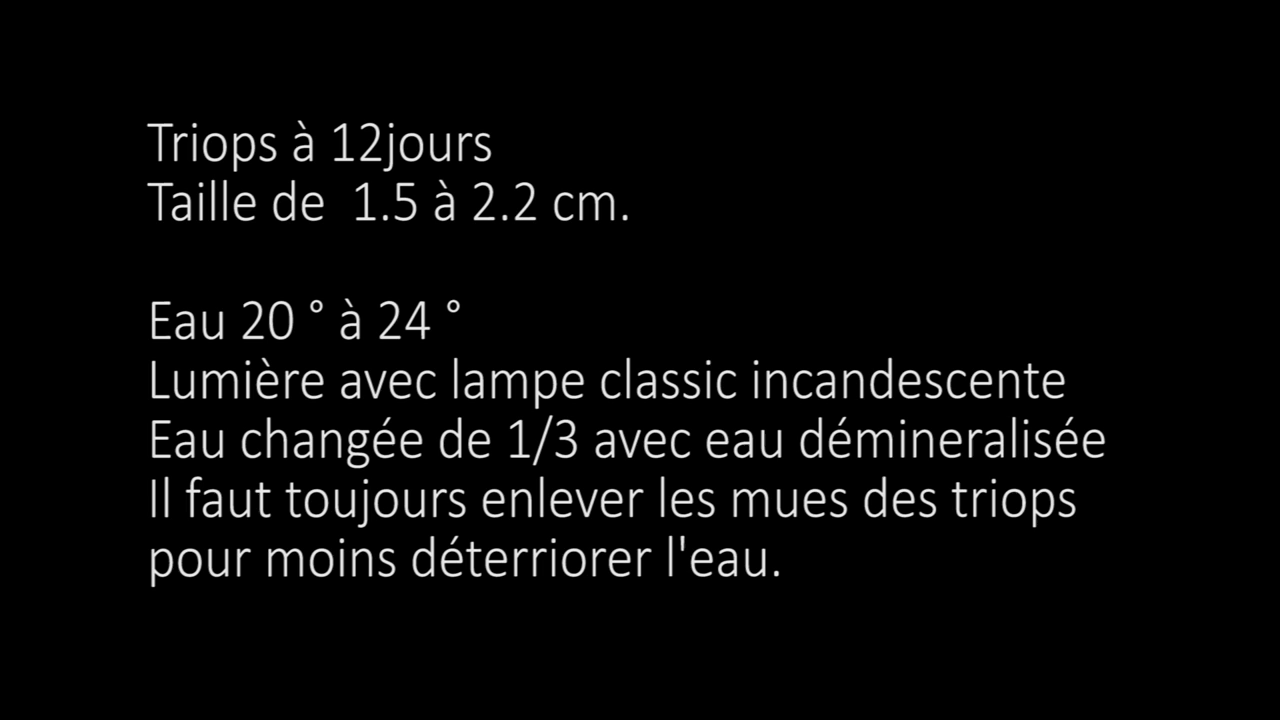 Triops à 12jours
Taille de  1.5 à 2.2 cm.
Eau 20 ° à 24 °
Lumière avec lampe classic incandescente
Eau changée de 1/3 avec eau démineralisée
Il faut toujours enlever les mues des triops
pour moins déterriorer l'eau.